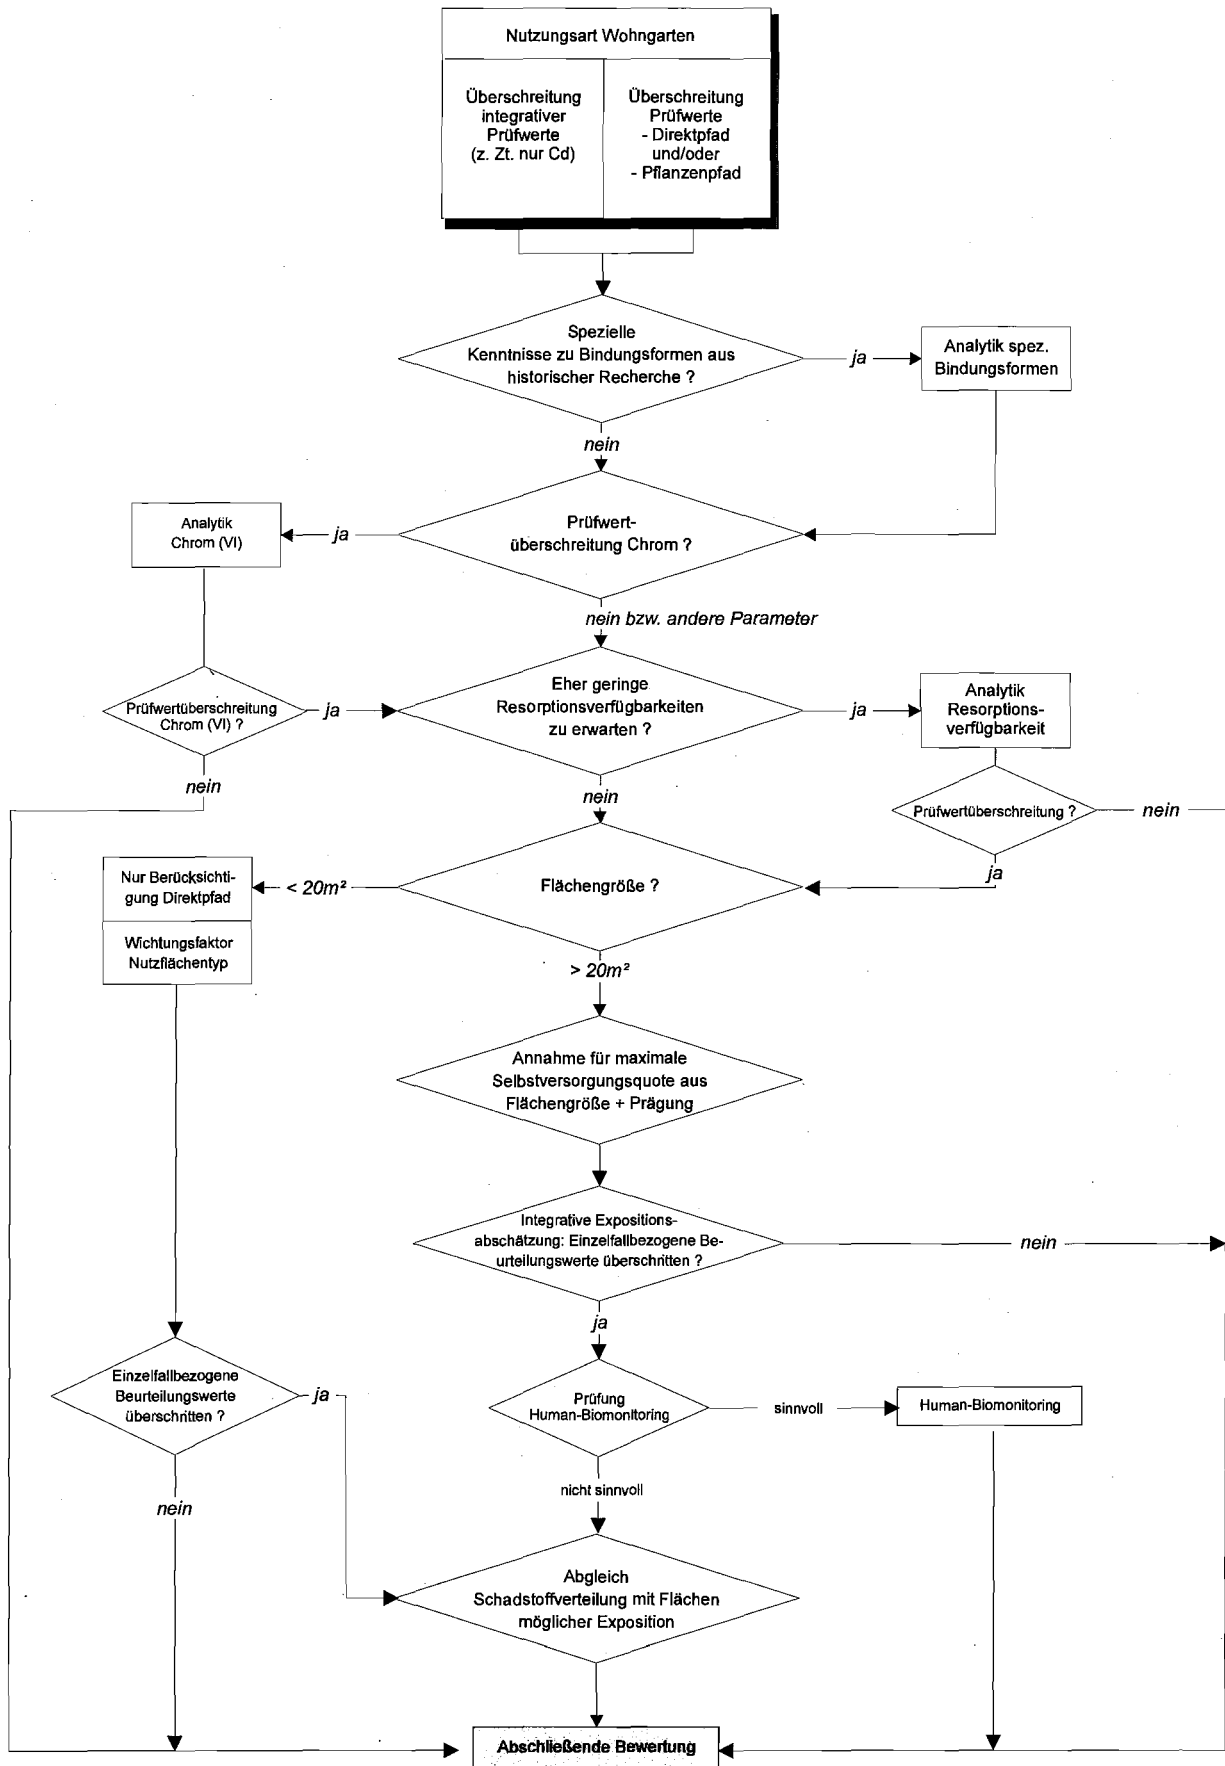 Nutzungsart Wohngarten
Überschreitung
integrativer
Prüfwerte
(z. Zt. nur Cd)
Überschreitung
Prüfwerte
- Direktpfad
und/oder
- Pflanzenpfad
Spezielle
Kenntnisse zu Bindungsformen aus
historischer Recherche ?
ja
Analytik spez.
Bindungsformen
nein
Analytik
Chrom (VI)
ja
Prüfwert-
überschreitung Chrom ?
nein bzw. andere Parameter
Prüfwertüberschreitung
Chrom (VI) ?
ja
Eher geringe
Resorptionsverfügbarkeiten
zu erwarten ?
ja
Analytik
Resorptions-
verfügbarkeit
nein
nein
Prüfwertüberschreitung ?
nein
ja
Nur Berücksichti-
gung Direktpfad
< 20m²
Flächengröße ?
Wichtungsfaktor
Nutzflächentyp
> 20m²
Annahme für maximale
Selbstversorgungsquote aus
Flächengröße + Prägung
Integrative Expositions-
abschätzung: Einzelfallbezogene Be-
urteilungswerte überschritten ?
nein
ja
Einzelfallbezogene
Beurteilungswerte
überschritten ?
ja
Prüfung
Human-Biomonitoring
sinnvoll
Human-Biomonitoring
nein
nicht sinnvoll
Abgleich
Schadstoffverteilung mit Flächen
möglicher Exposition
Abschließende Bewertung